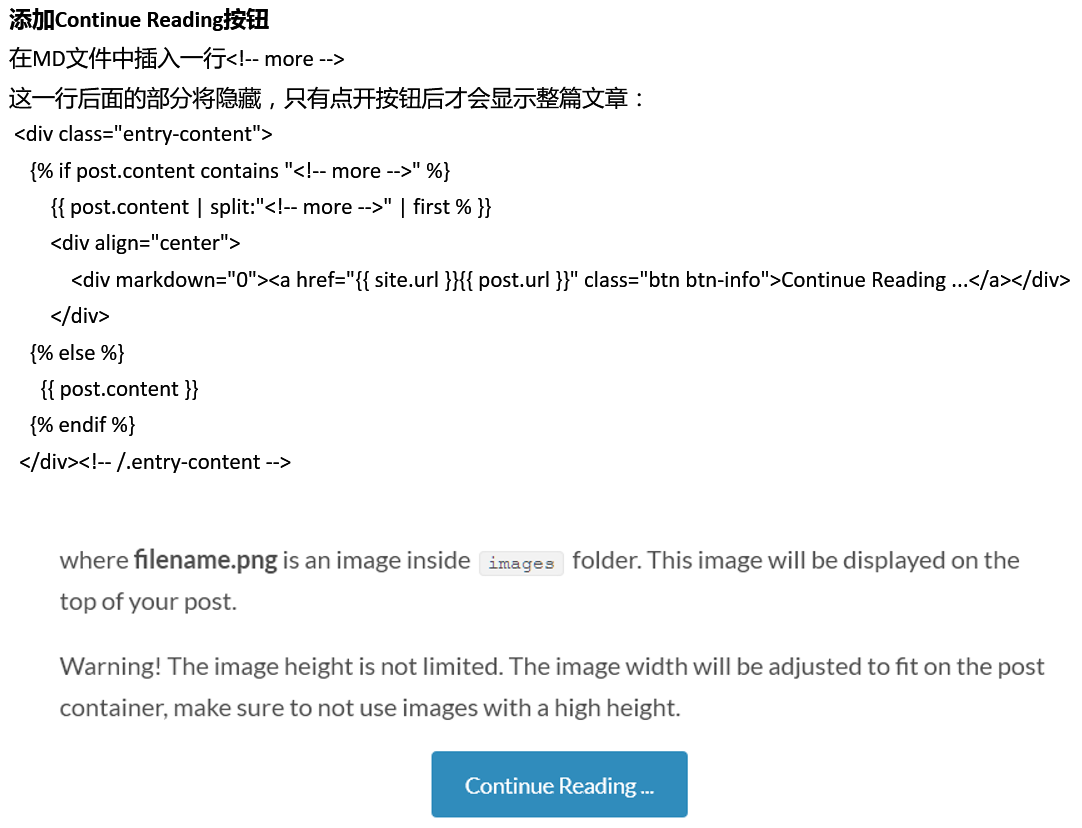 添加Continue Reading按钮
在MD文件中插入一行<!-- more -->
这一行后面的部分将隐藏，只有点开按钮后才会显示整篇文章：
<div class="entry-content">
{% if post.content contains "<!-- more -->" %}
{{ post.content | split:"<!-- more -->" | first % }}
<div align="center">
<div markdown="0"><a href="{{ site.url }}{{ post.url }}" class="btn btn-info">Continue Reading ...</a></div>
</div>
{% else %}
{{ post.content }}
{% endif %}
</div><!-- /.entry-content -->
where filename.png is an image inside images folder. This image will be displayed on the
top of your post.
Warning! The image height is not limited. The image width will be adjusted to fit on the post
container, make sure to not use images with a high height.
Continue Reading ...